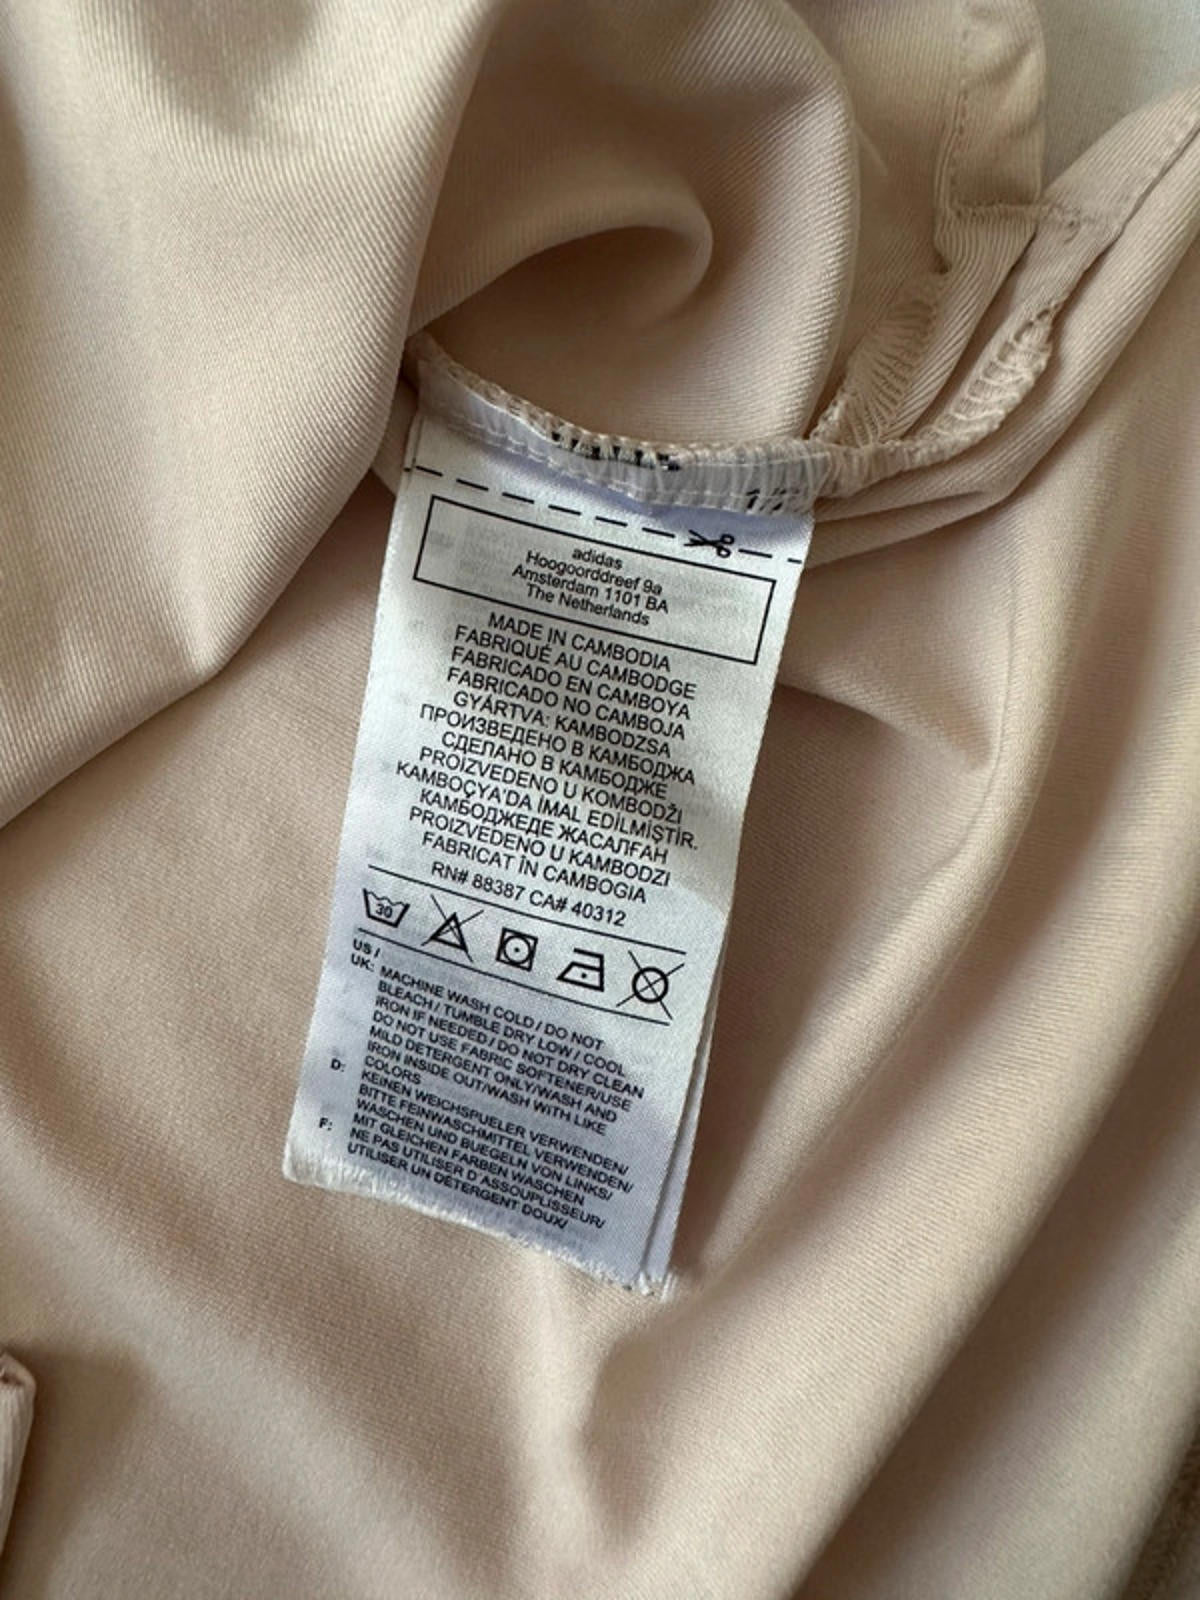 adidas
Hoogoorddreef 9a
Amsterdam 1101 BA
The Netherlands
MADE IN CAMBODIA
FABRIQUÉ AU CAMBODGE
FABRICADO EN CAMBOYA
FABRICADO NO CAMBOJA
GYÁRTVA: KAMBODZSA
ПРОИЗВЕДЕНО В КАМБОДЖА
СДЕЛАНО В КАМБОДЖЕ
PROIZVEDENO U KOMBODŽI
KAMBOÇYA'DA İMAL EDİLMİŞTİR.
КАМБОДЖЕДЕ ЖАСАЛҒАН
PROIZVEDENO U KAMBODZI
FABRICAT ÎN CAMBOGIA
RN# 88387 CA# 40312
30
US /
UK: MACHINE WASH COLD / DO NOT
BLEACH / TUMBLE DRY LOW / COOL
IRON IF NEEDED / DO NOT DRY CLEAN
DO NOT USE FABRIC SOFTENER/USE
MILD DETERGENT ONLY/WASH AND
IRON INSIDE OUT/WASH WITH LIKE
COLORS
D: KEINEN WEICHSPUELER VERWENDEN/
BITTE FEINWASCHMITTEL VERWENDEN/
WASCHEN UND BUEGELN VON LINKS/
MIT GLEICHEN FARBEN WASCHEN
F: NE PAS UTILISER D'ASSOUPLISSEUR/
UTILISER UN DÉTERGENT DOUX/